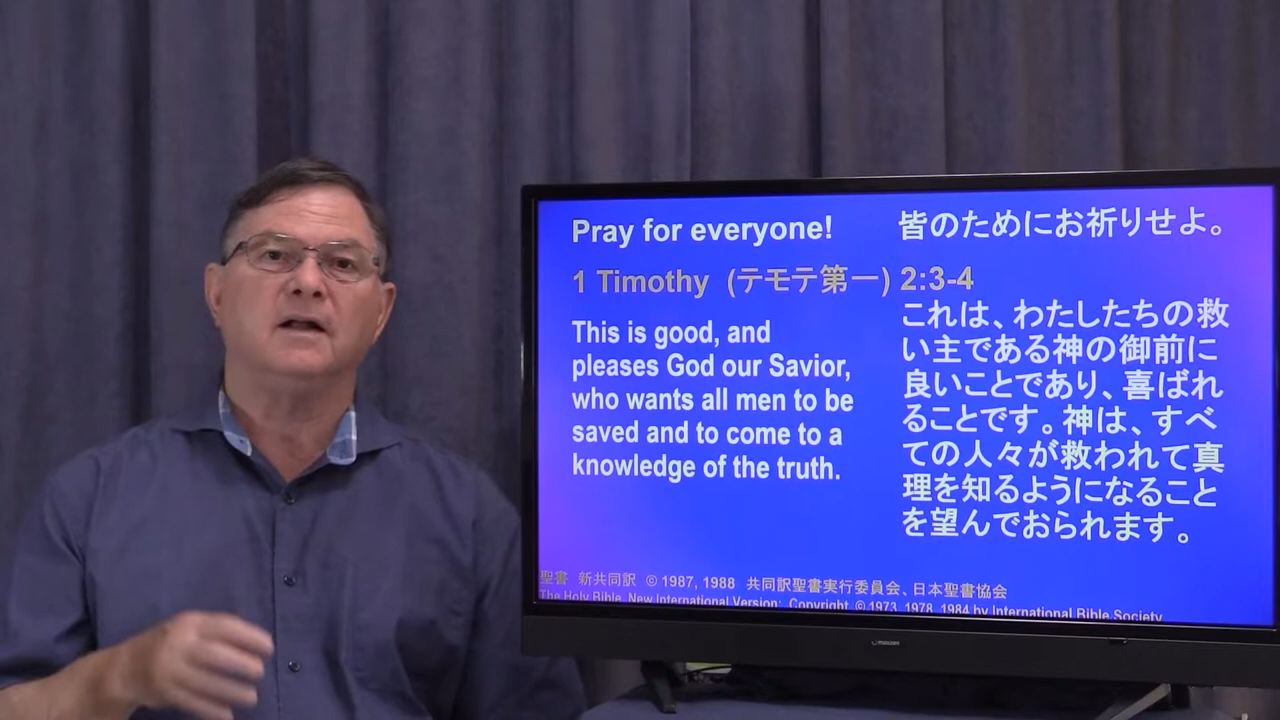 Pray for everyone!
皆のためにお祈りせよ。
1 Timothy (テモテ第一) 2:3-4
This is good, and
pleases God our Savior,
who wants all men to be
saved and to come to a
knowledge of the truth.
これは、わたしたちの救
い主である神の御前に
良いことであり、喜ばれ
ることです。神は、すべ
ての人々が救われて真
理を知るようになること
を望んでおられます。
聖書 新共同訳 © 1987, 1988 共同訳聖書実行委員会、日本聖書協会
The Holy Bible, New International Version; Copyright © 1973, 1978, 1984 by International Bible Society